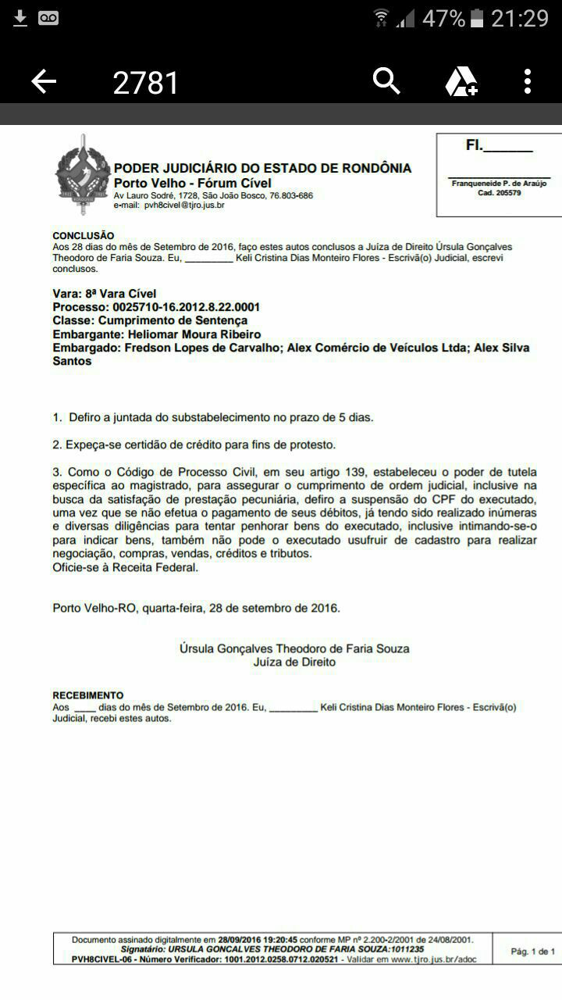 47% 21:29
2781
Fl.______
Franqueneide P. de Araújo
Cad. 205579
PODER JUDICIÁRIO DO ESTADO DE RONDÔNIA
Porto Velho - Fórum Cível
Av Lauro Sodré, 1728, São João Bosco, 76.803-686
e-mail: pvh8civel@tjro.jus.br
CONCLUSÃO
Aos 28 dias do mês de Setembro de 2016, faço estes autos conclusos a Juíza de Direito Úrsula Gonçalves
Theodoro de Faria Souza. Eu, _________ Keli Cristina Dias Monteiro Flores - Escrivã(o) Judicial, escrevi
conclusos.
Vara: 8ª Vara Cível
Processo: 0025710-16.2012.8.22.0001
Classe: Cumprimento de Sentença
Embargante: Heliomar Moura Ribeiro
Embargado: Fredson Lopes de Carvalho; Alex Comércio de Veículos Ltda; Alex Silva
Santos
1. Defiro a juntada do substabelecimento no prazo de 5 dias.
2. Expeça-se certidão de crédito para fins de protesto.
3. Como o Código de Processo Civil, em seu artigo 139, estabeleceu o poder de tutela
específica ao magistrado, para assegurar o cumprimento de ordem judicial, inclusive na
busca da satisfação de prestação pecuniária, defiro a suspensão do CPF do executado,
uma vez que se não efetua o pagamento de seus débitos, já tendo sido realizado inúmeras
e diversas diligências para tentar penhorar bens do executado, inclusive intimando-se-o
para indicar bens, também não pode o executado usufruir de cadastro para realizar
negociação, compras, vendas, créditos e tributos.
Oficie-se à Receita Federal.
Porto Velho-RO, quarta-feira, 28 de setembro de 2016.
Úrsula Gonçalves Theodoro de Faria Souza
Juíza de Direito
RECEBIMENTO
Aos ____ dias do mês de Setembro de 2016. Eu, _________ Keli Cristina Dias Monteiro Flores - Escrivã(o)
Judicial, recebi estes autos.
Documento assinado digitalmente em 28/09/2016 19:20:45 conforme MP nº 2.200-2/2001 de 24/08/2001.
Signatário: URSULA GONCALVES THEODORO DE FARIA SOUZA:1011235
PVH8CIVEL-06 - Número Verificador: 1001.2012.0258.0712.020521 - Validar em www.tjro.jus.br/adoc
Pág. 1 de 1